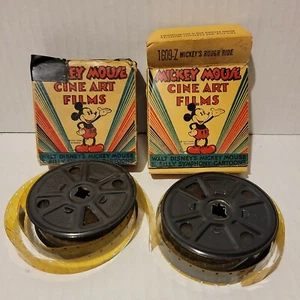 MICKEY MOUSE
CINE ART
FILMS
WALT DISNEY'S MICKEY MOUSE
1609-Z MICKEY'S ROUGH RIDE
MICKEY MOUSE
CINE ART
FILMS
WALT DISNEY'S MICKEY MOUSE
& SILLY SYMPHONY CARTOONS